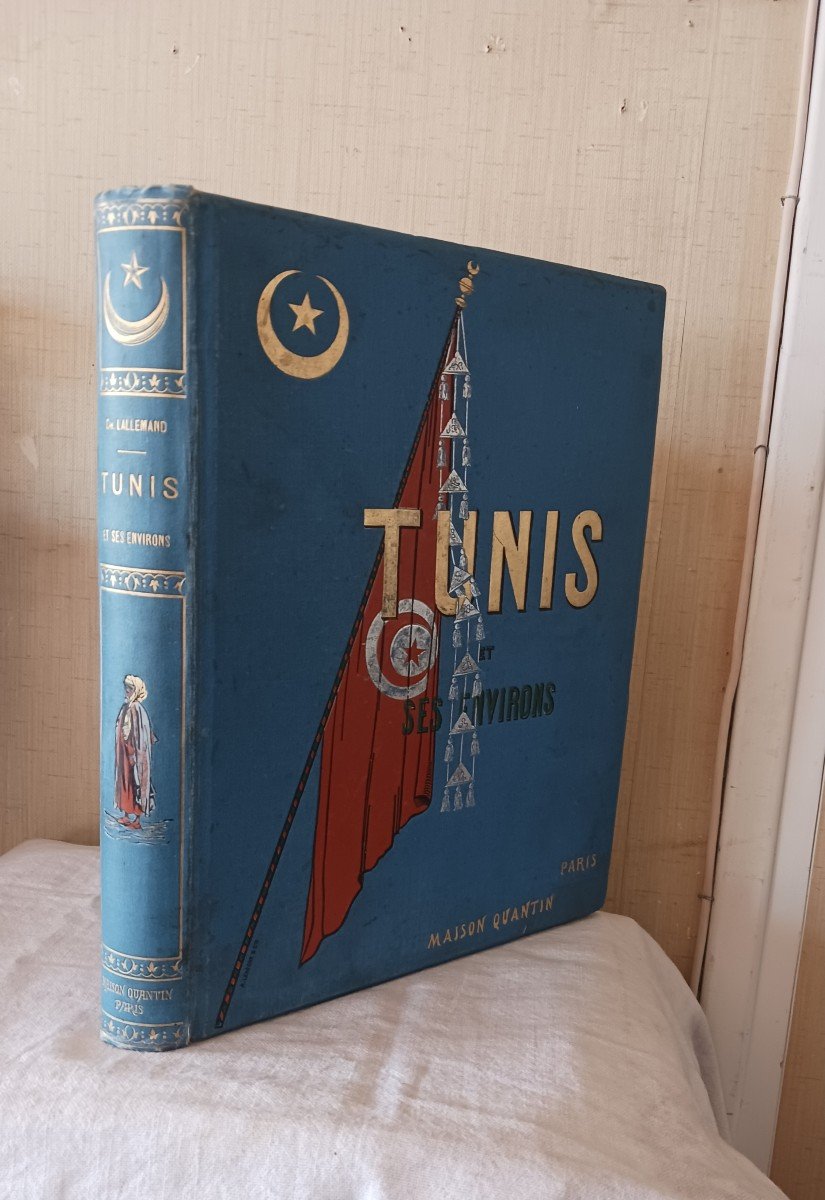 Ch LALLEMAND
TUNIS
ET SES ENVIRONS
MAISON QUANTIN
PARIS
TUNIS
ET
SES ENVIRONS
PARIS
MAISON QUANTIN